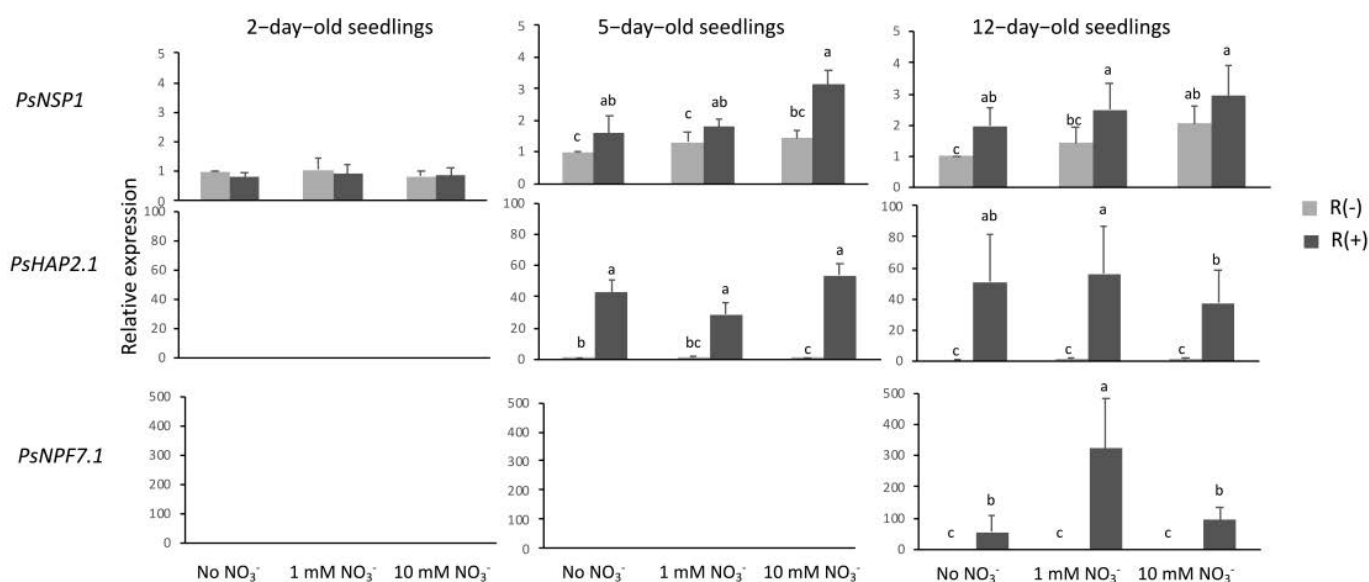 2−day−old seedlings
5−day−old seedlings
12−day−old seedlings
Relative expression
PsNSP1
5
4
3
2
1
0
5
4
3
2
1
0
c
ab
c
ab
bc
a
5
4
3
2
1
0
c
ab
bc
a
ab
a
R(-)
R(+)
PsHAP2.1
100
80
60
40
20
0
100
80
60
40
20
0
b
a
bc
a
c
a
100
80
60
40
20
0
c
ab
c
a
c
b
PsNPF7.1
500
400
300
200
100
0
500
400
300
200
100
0
500
400
300
200
100
0
c
b
c
a
c
b
No NO₃⁻ 1 mM NO₃⁻ 10 mM NO₃⁻
No NO₃⁻ 1 mM NO₃⁻ 10 mM NO₃⁻
No NO₃⁻ 1 mM NO₃⁻ 10 mM NO₃⁻